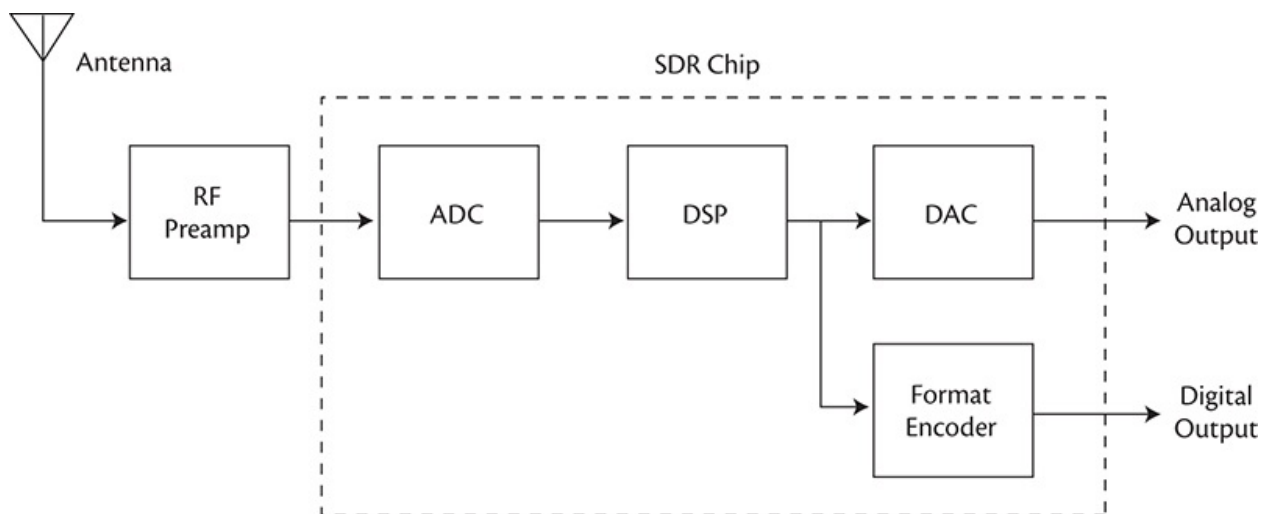 Antenna
SDR Chip
RF
Preamp
ADC
DSP
DAC
Analog
Output
Format
Encoder
Digital
Output